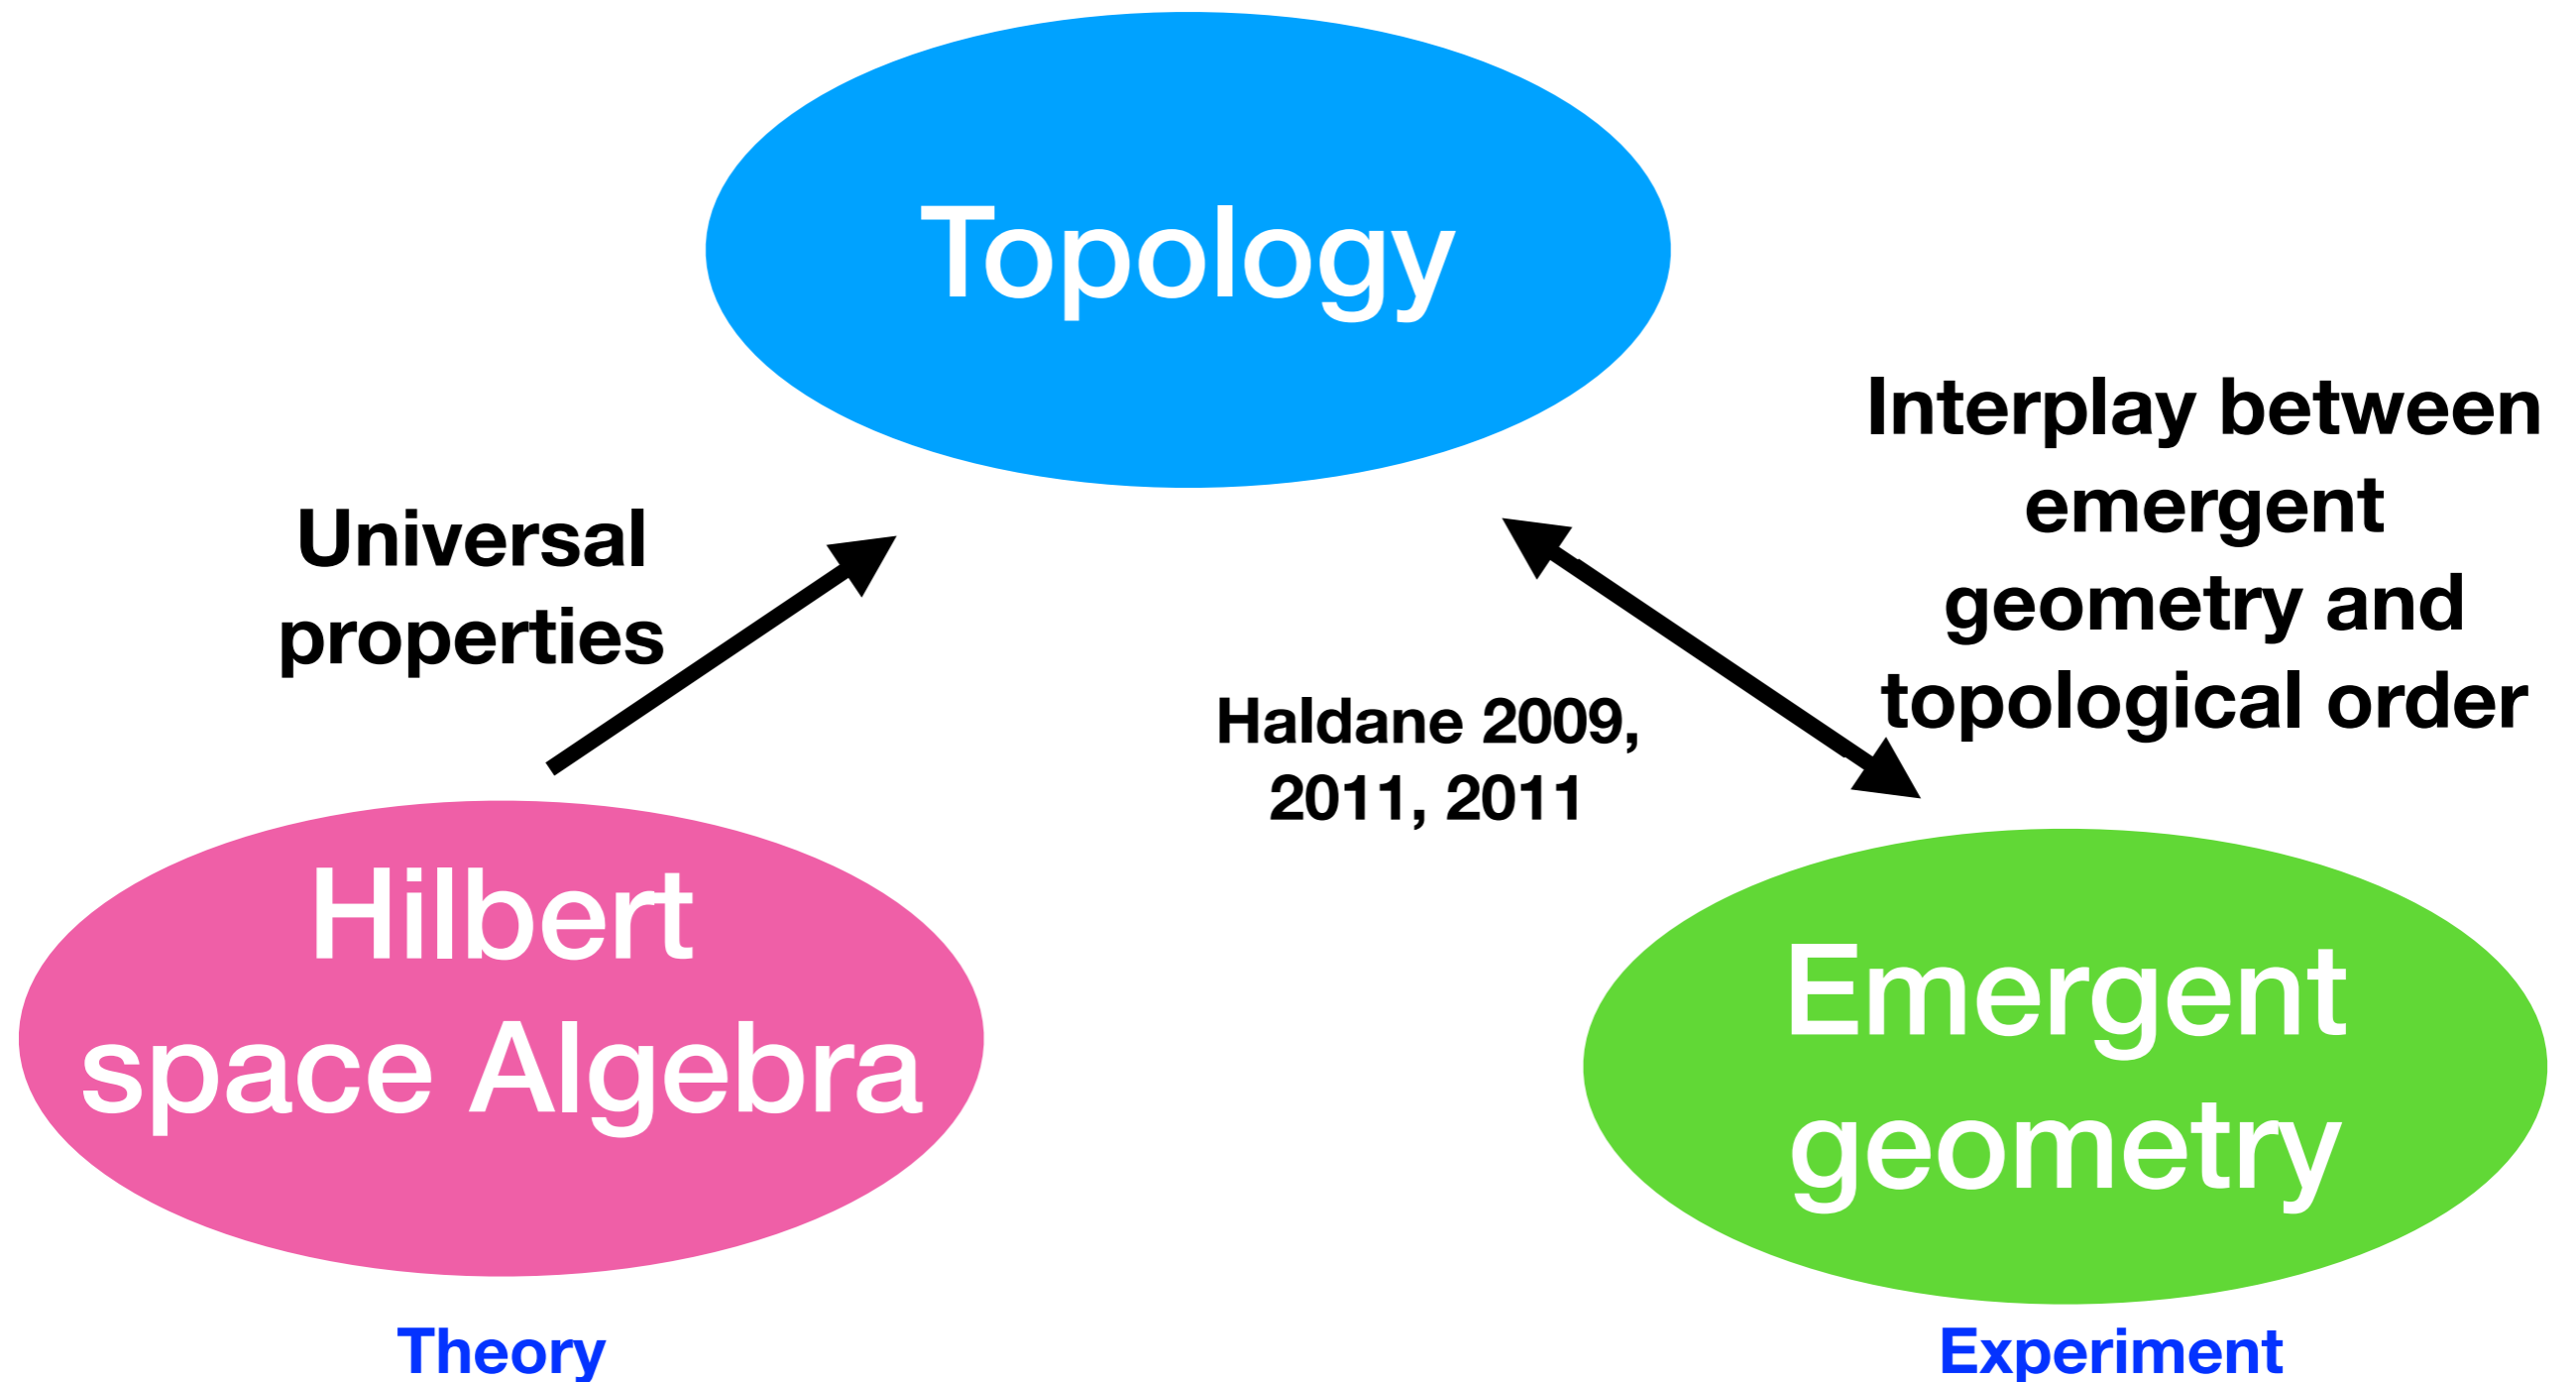 Topology
Universal
properties
Interplay between
emergent
geometry and
topological order
Haldane 2009,
2011, 2011
Hilbert
space Algebra
Emergent
geometry
Theory
Experiment